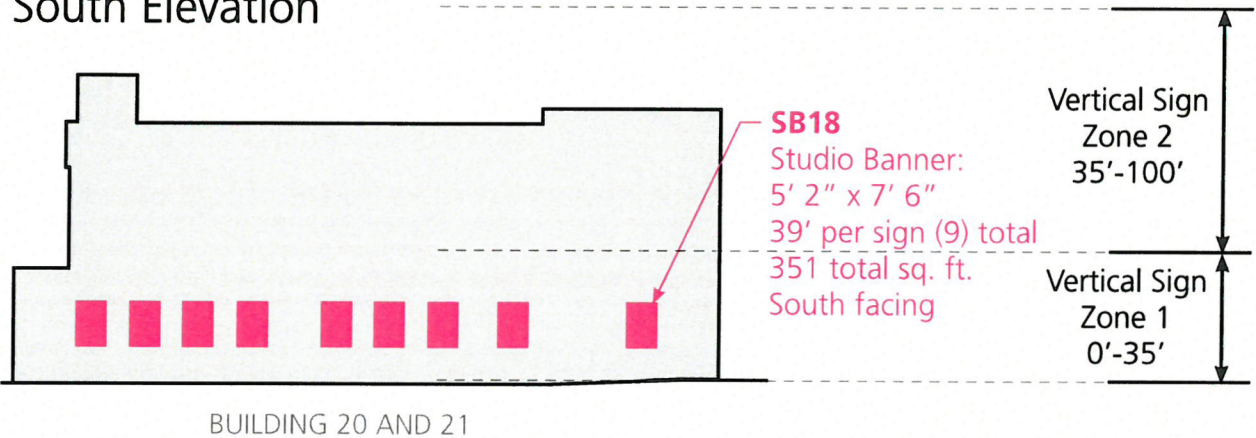 South Elevation
Vertical Sign
Zone 2
35’-100’
SB18
Studio Banner:
5’ 2” x 7’ 6”
39’ per sign (9) total
351 total sq. ft.
South facing
Vertical Sign
Zone 1
0’-35’
BUILDING 20 AND 21